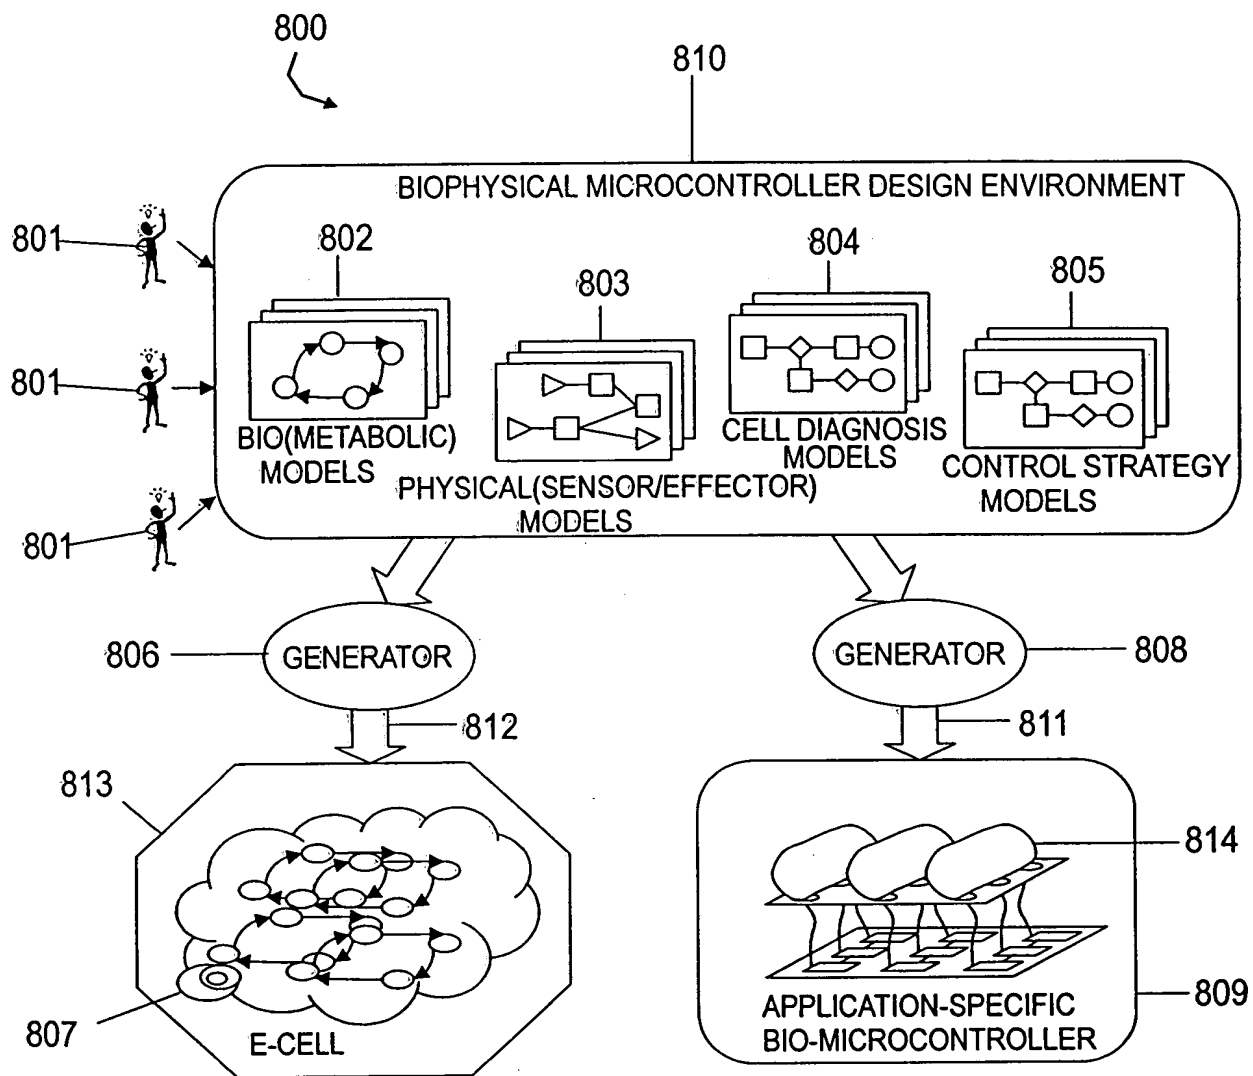 800
810
BIOPHYSICAL MICROCONTROLLER DESIGN ENVIRONMENT
801
802
803
804
805
801
BIO(METABOLIC)
MODELS
PHYSICAL(SENSOR/EFFECTOR)
MODELS
CELL DIAGNOSIS
MODELS
CONTROL STRATEGY
MODELS
801
806
GENERATOR
GENERATOR
808
812
811
813
814
807
E-CELL
APPLICATION-SPECIFIC
BIO-MICROCONTROLLER
809